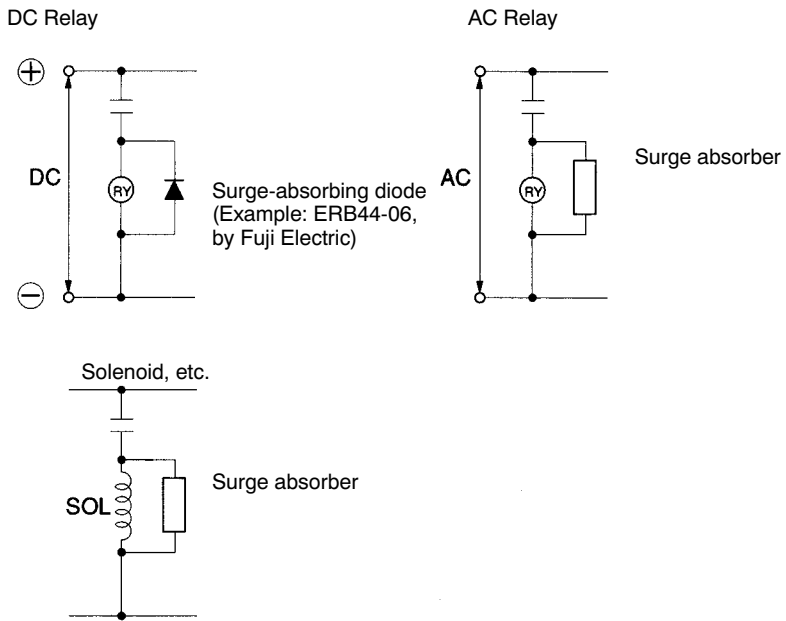 DC Relay
AC Relay
⊕
⊖
DC
RY
Surge-absorbing diode
(Example: ERB44-06,
by Fuji Electric)
AC
RY
Surge absorber
Solenoid, etc.
SOL
Surge absorber